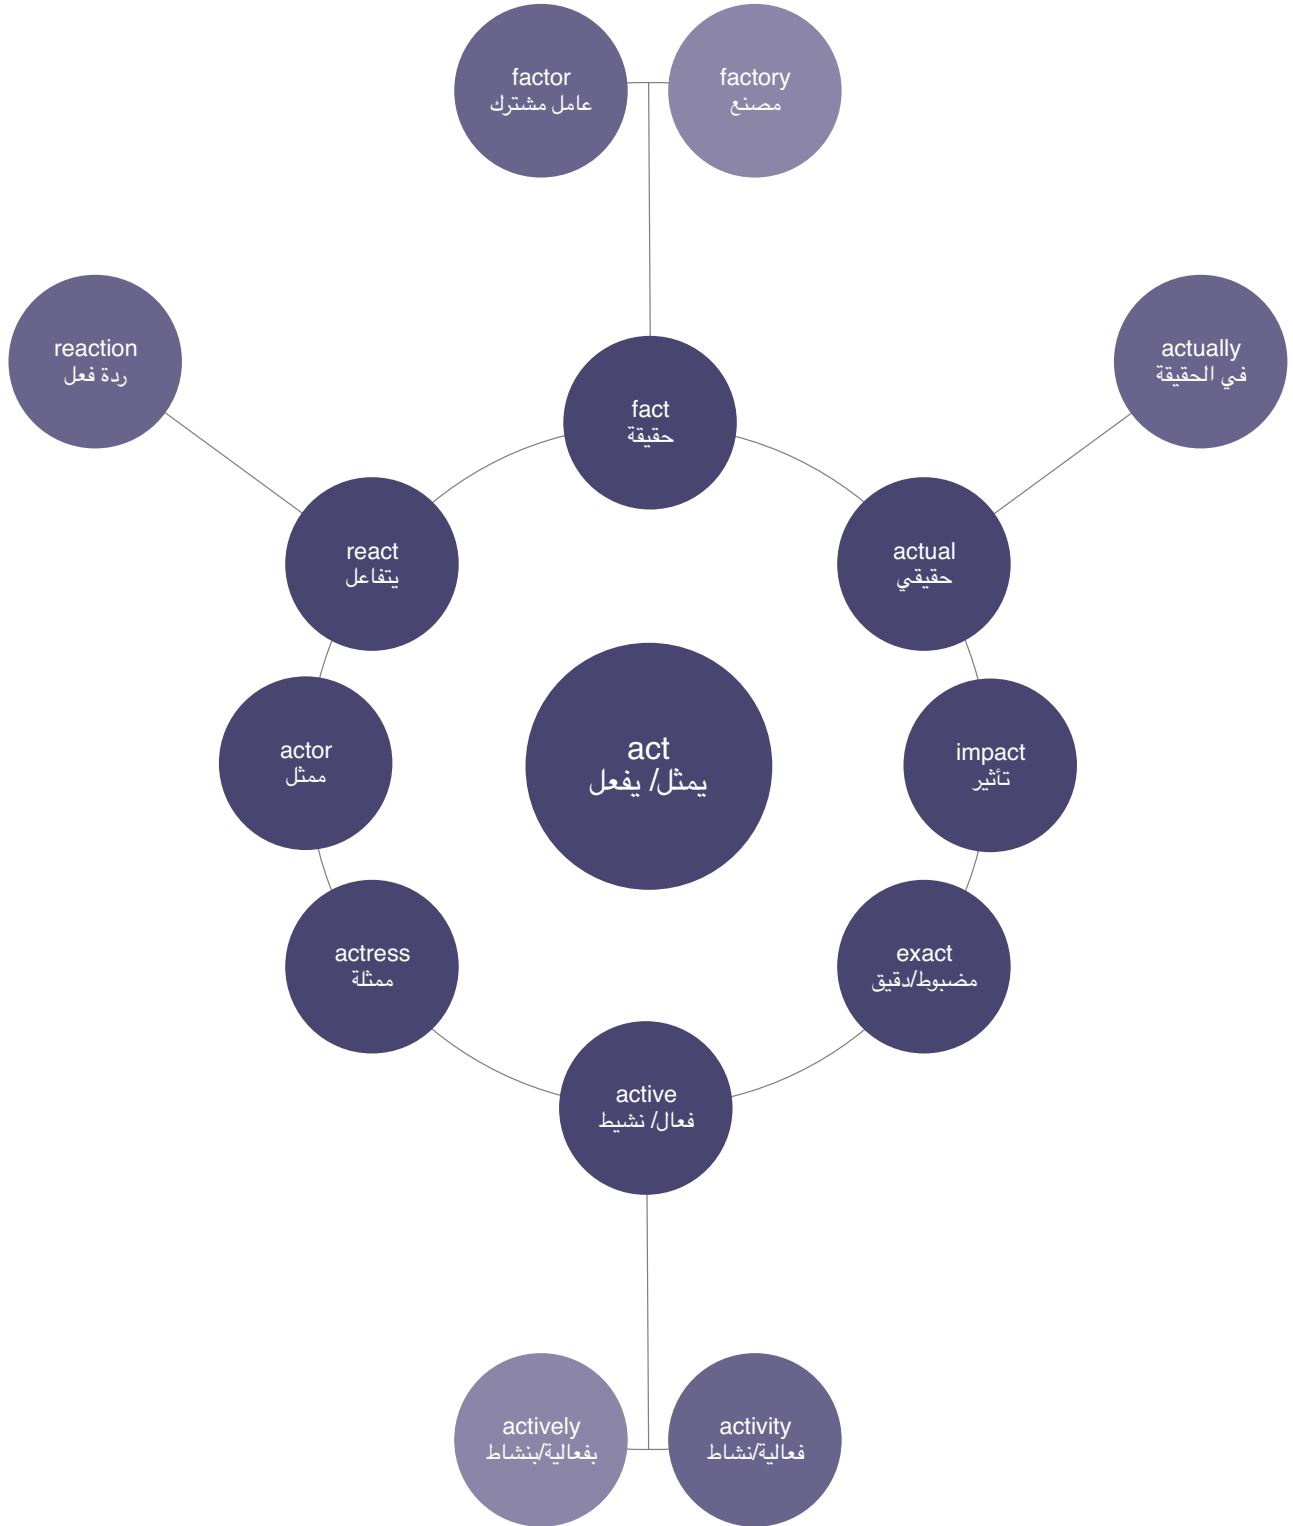 factor
عامل مشترك
factory
مصنع
reaction
ردة فعل
actually
في الحقيقة
fact
حقيقة
react
يتفاعل
actual
حقيقي
actor
ممثل
act
يمثل/ يفعل
impact
تأثير
actress
ممثلة
exact
مضبوط/دقيق
active
فعال/ نشيط
actively
بفعالية/بنشاط
activity
فعالية/نشاط